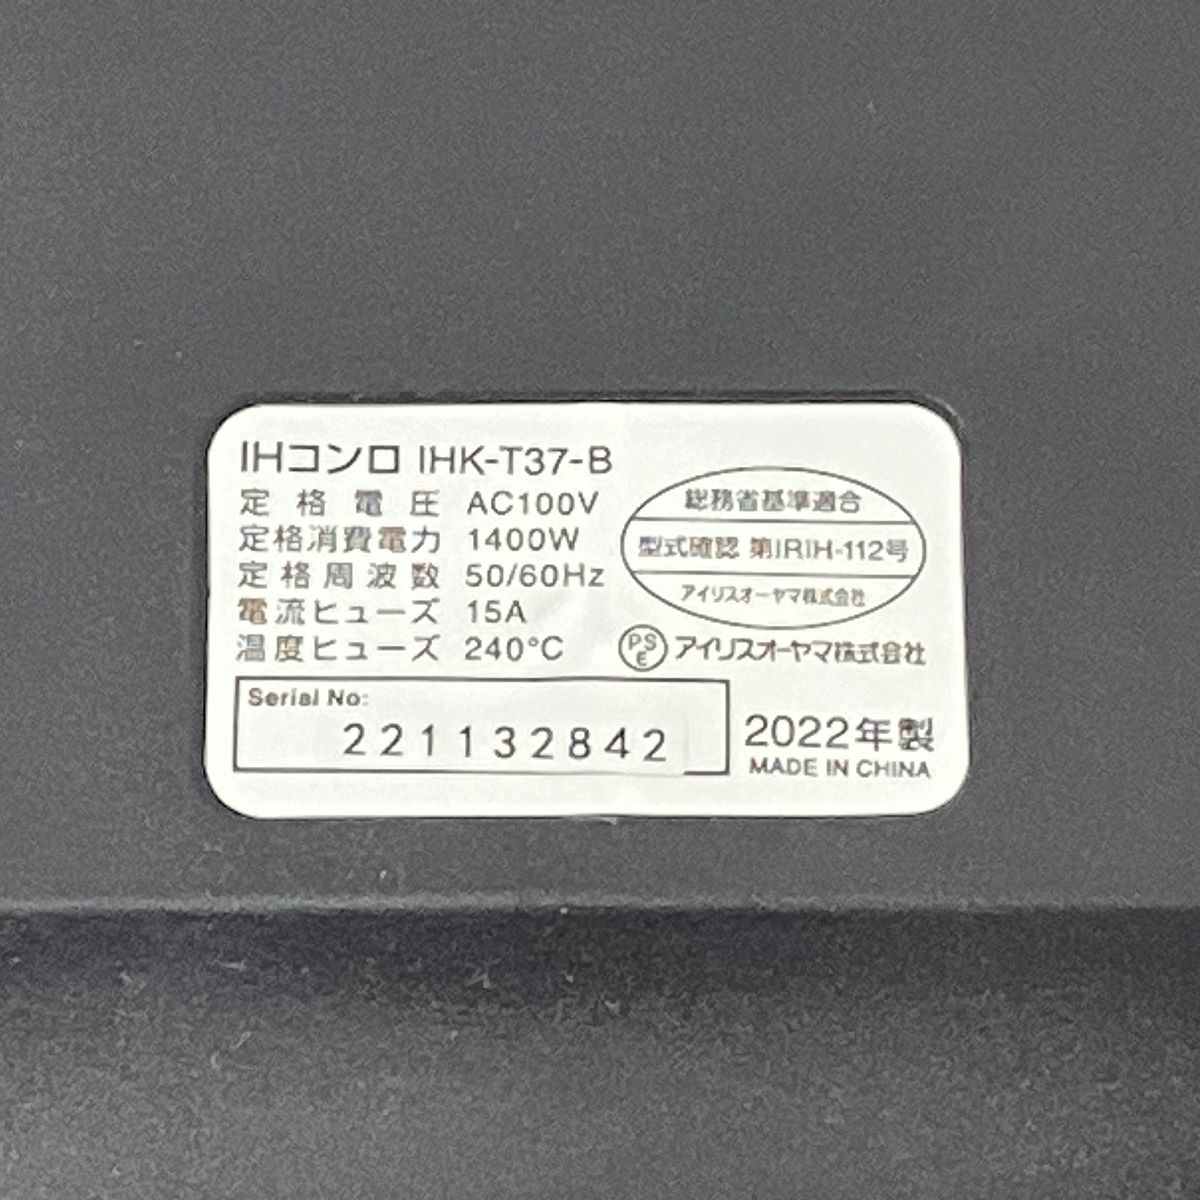 IHコンロ IHK-T37-B
定格電圧 AC100V
定格消費電力 1400W
定格周波数 50/60Hz
電流ヒューズ 15A
温度ヒューズ 240°C
総務省基準適合
型式確認 第IRIH-112号
アイリスオーヤマ株式会社
PSE アイリスオーヤマ株式会社
Serial No:
221132842
2022年製
MADE IN CHINA